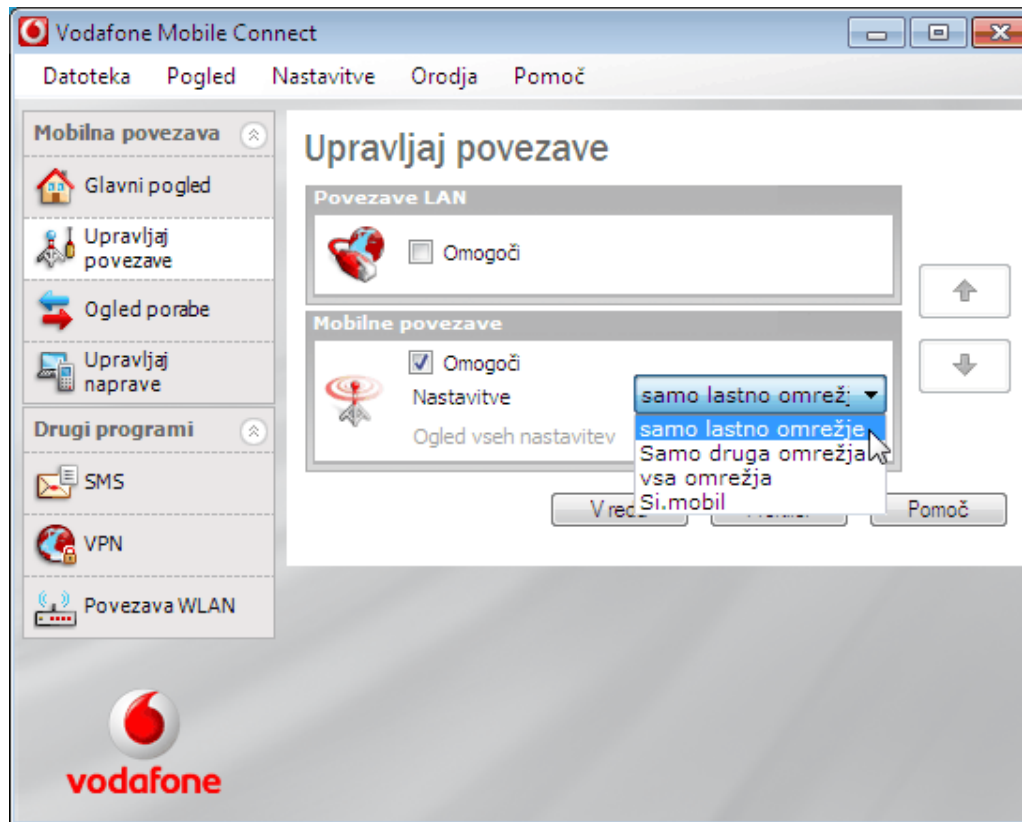 Vodafone Mobile Connect
Datoteka Pogled Nastavitve Orodja Pomoč
Mobilna povezava
Glavni pogled
Upravljaj
povezave
Ogled porabe
Upravljaj
naprave
Drugi programi
SMS
VPN
Povezava WLAN
vodafone
Upravljaj povezave
Povezave LAN
Omogoči
Mobilne povezave
Omogoči
Nastavitve
samo lastno omrežj
Ogled vseh nastavitev
samo lastno omrežje
Samo druga omrežja
vsa omrežja
Si.mobil
V redu
Pomoč